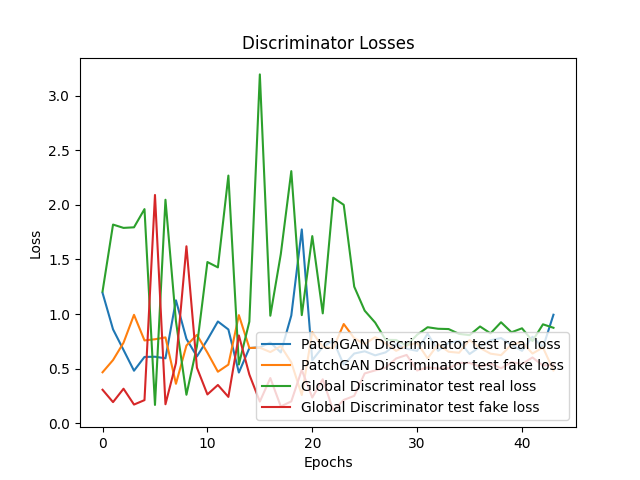 Discriminator Losses
3.0
2.5
2.0
1.5
1.0
0.5
0.0
Loss
PatchGAN Discriminator test real loss
PatchGAN Discriminator test fake loss
Global Discriminator test real loss
Global Discriminator test fake loss
0 10 20 30 40
Epochs